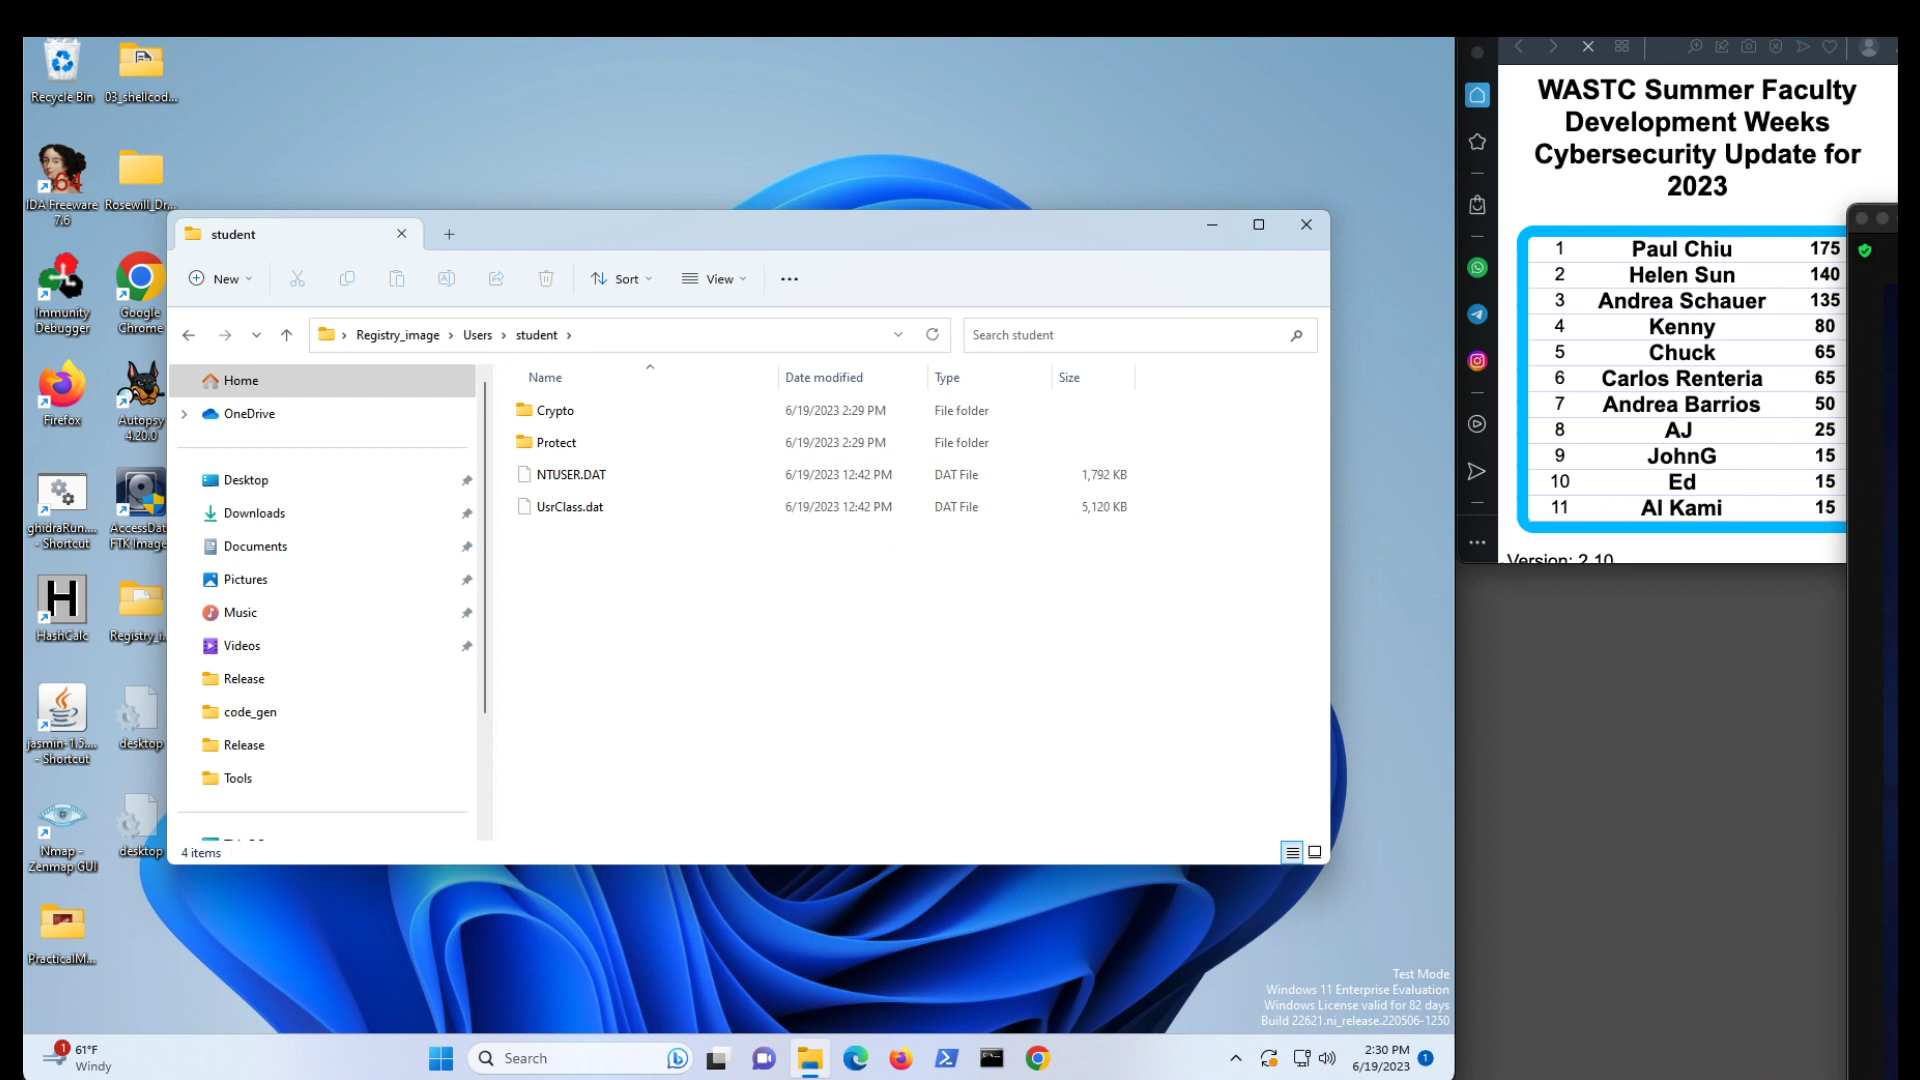 Recycle Bin
03_shellcod...
IDA Freeware
7.6
Rosewill_Dr...
Immunity
Debugger
Google
Chrome
Firefox
Autopsy
4.20.0
ghidraRun....
- Shortcut
AccessDat
FTK Image
HashCalc
Registry_i
jasmin-1.5....
- Shortcut
desktop
Nmap -
Zenmap GUI
desktop
PracticalM...
student
New
Sort
View
Registry_image
Users
student
Search student
Home
OneDrive
Desktop
Downloads
Documents
Pictures
Music
Videos
Release
code_gen
Release
Tools
Name Date modified Type Size
Crypto 6/19/2023 2:29 PM File folder
Protect 6/19/2023 2:29 PM File folder
NTUSER.DAT 6/19/2023 12:42 PM DAT File 1,792 KB
UsrClass.dat 6/19/2023 12:42 PM DAT File 5,120 KB
4 items
Test Mode
Windows 11 Enterprise Evaluation
Windows License valid for 82 days
Build 22621.ni_release.220506-1250
1
61°F
Windy
Search
2:30 PM
6/19/2023
1
WASTC Summer Faculty
Development Weeks
Cybersecurity Update for
2023
1 Paul Chiu 175
2 Helen Sun 140
3 Andrea Schauer 135
4 Kenny 80
5 Chuck 65
6 Carlos Renteria 65
7 Andrea Barrios 50
8 AJ 25
9 JohnG 15
10 Ed 15
11 Al Kami 15
Version: 2.10